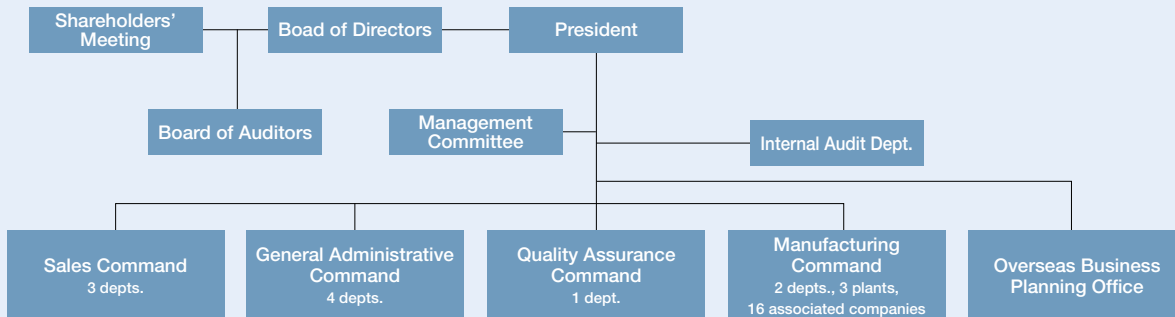 Shareholders’
Meeting
Boad of Directors
President
Board of Auditors
Management
Committee
Internal Audit Dept.
Sales Command
3 depts.
General Administrative
Command
4 depts.
Quality Assurance
Command
1 dept.
Manufacturing
Command
2 depts., 3 plants,
16 associated companies
Overseas Business
Planning Office